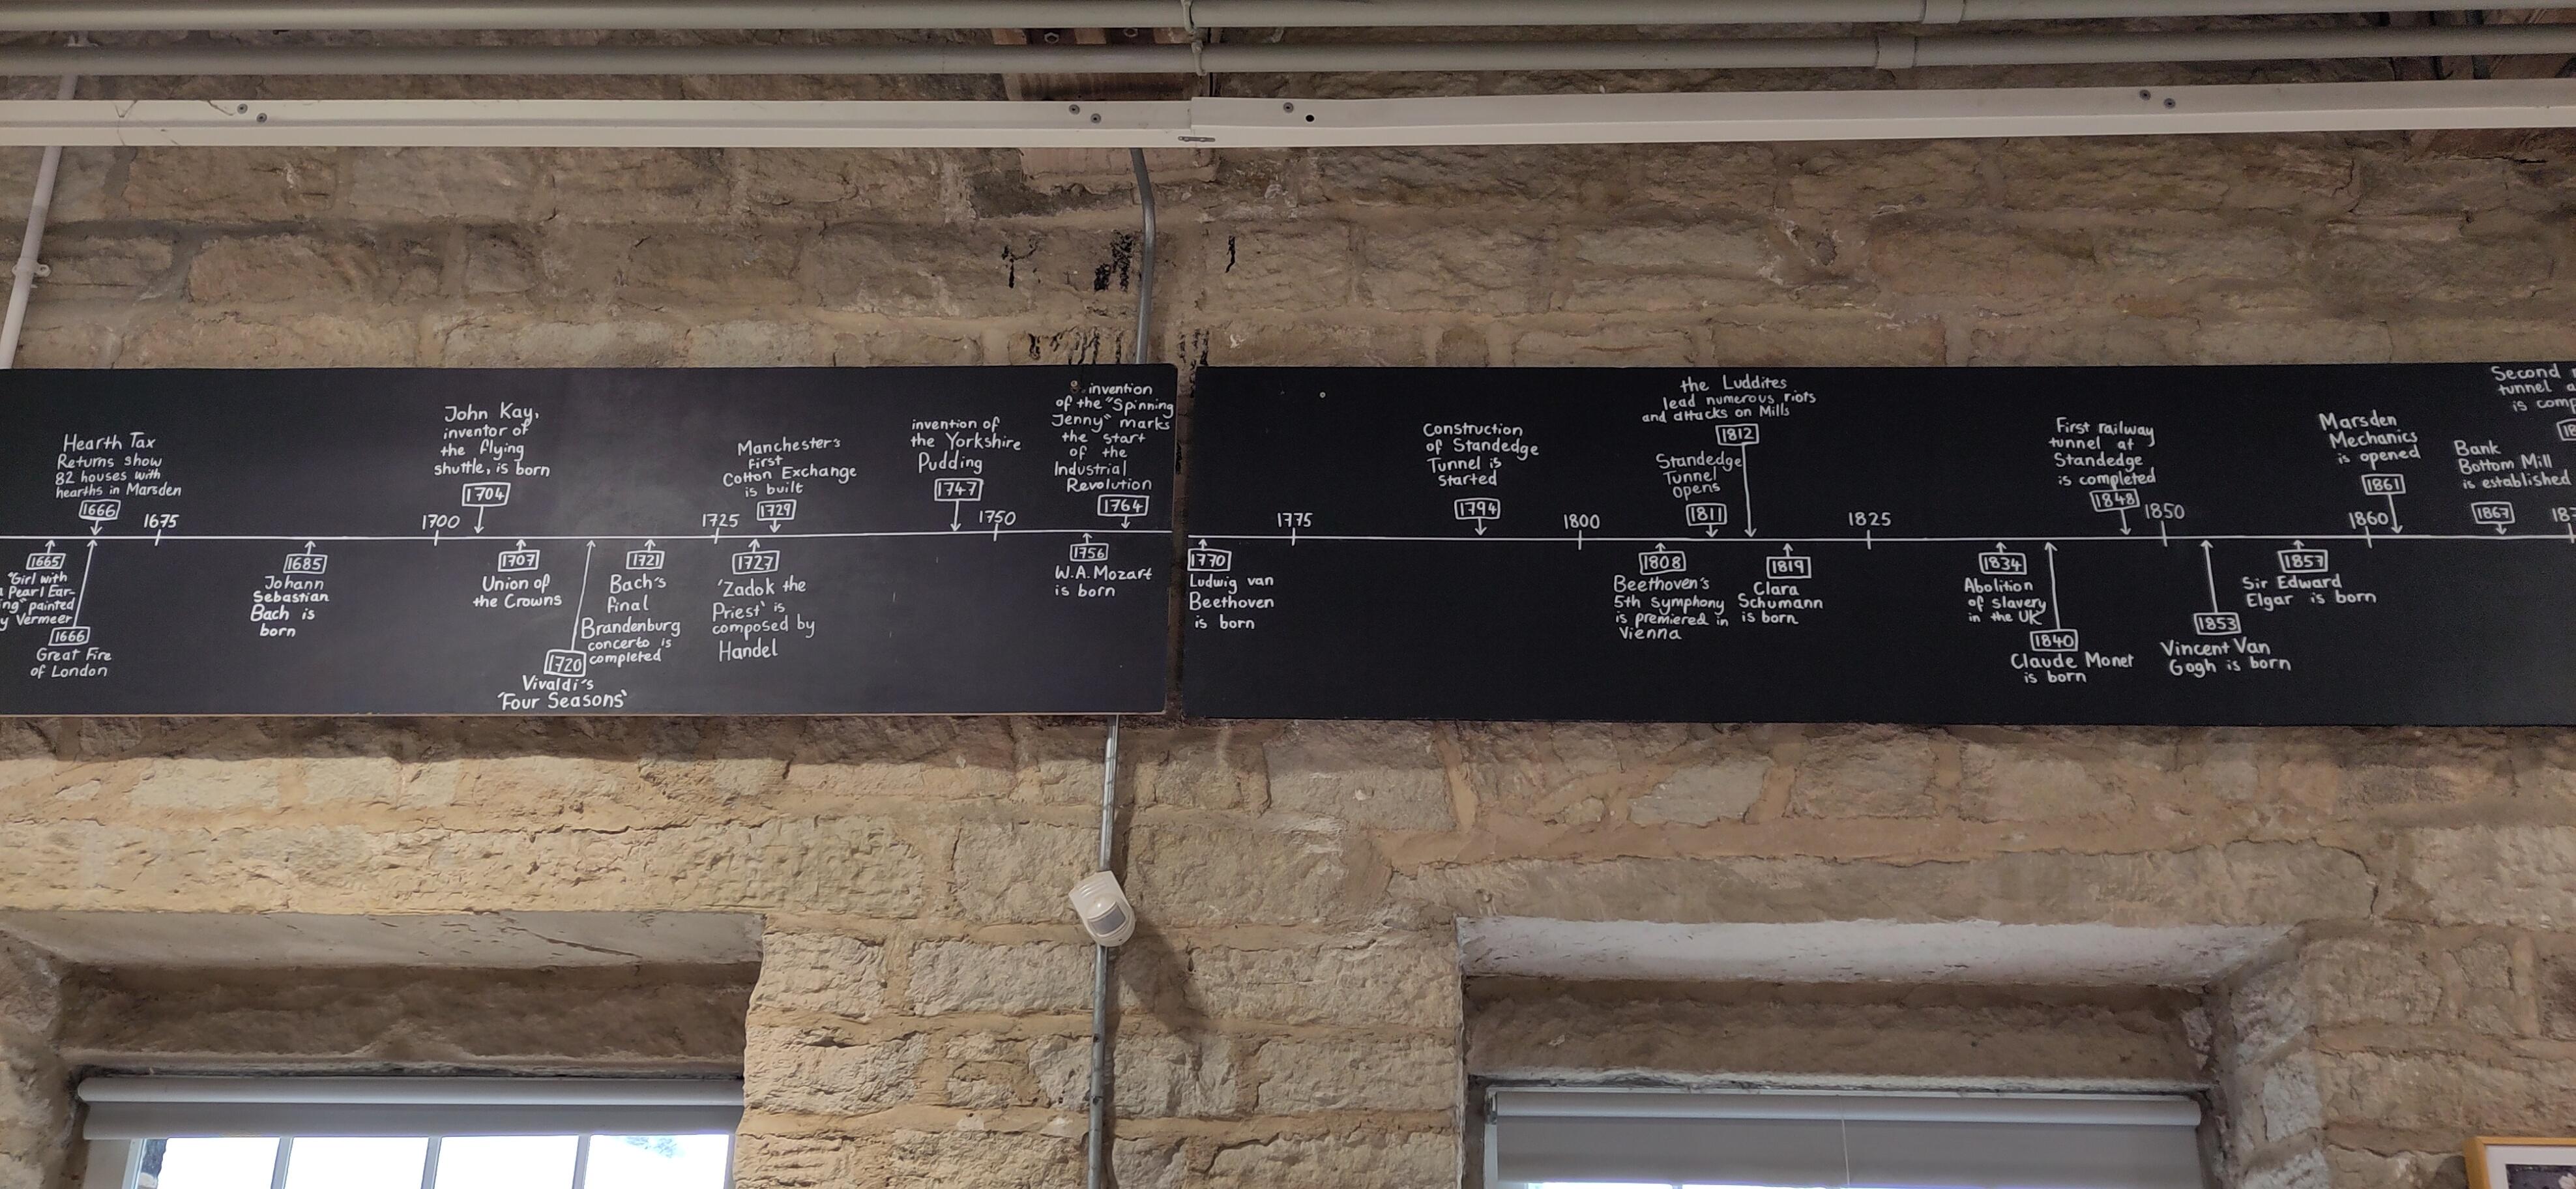 Hearth Tax
Returns show
82 houses with
hearths in Marsden
1666
John Kay,
inventor of
the flying
shuttle, is born
1704
Manchester's
first
Cotton Exchange
is built
1729
invention of
the Yorkshire
Pudding
1747
invention
of the "Spinning
Jenny" marks
the start
of the
Industrial
Revolution
1764
1675
1700
1725
1750
1665
"Girl with
a Pearl Ear-
ing" painted
y Vermeer
1666
Great Fire
of London
1685
Johann
Sebastian
Bach is
born
1707
Union of
the Crowns
1720
Vivaldi's
'Four Seasons'
1721
Bach's
final
Brandenburg
concerto is
completed
1727
'Zadok the
Priest' is
composed by
Handel
1756
W.A. Mozart
is born
Construction
of Standedge
Tunnel is
started
1794
Standedge
Tunnel
Opens
1811
the Luddites
lead numerous riots
and attacks on Mills
1812
First railway
tunnel at
Standedge
is completed
1848
Marsden
Mechanics
is opened
1861
Bank
Bottom Mill
is established
1867
Second
tunnel a
is comp
18
1775
1800
1825
1850
1860
187
1770
Ludwig van
Beethoven
is born
1808
Beethoven's
5th symphony
is premiered in
Vienna
1819
Clara
Schumann
is born
1834
Abolition
of slavery
in the UK
1840
Claude Monet
is born
1853
Vincent Van
Gogh is born
1857
Sir Edward
Elgar is born